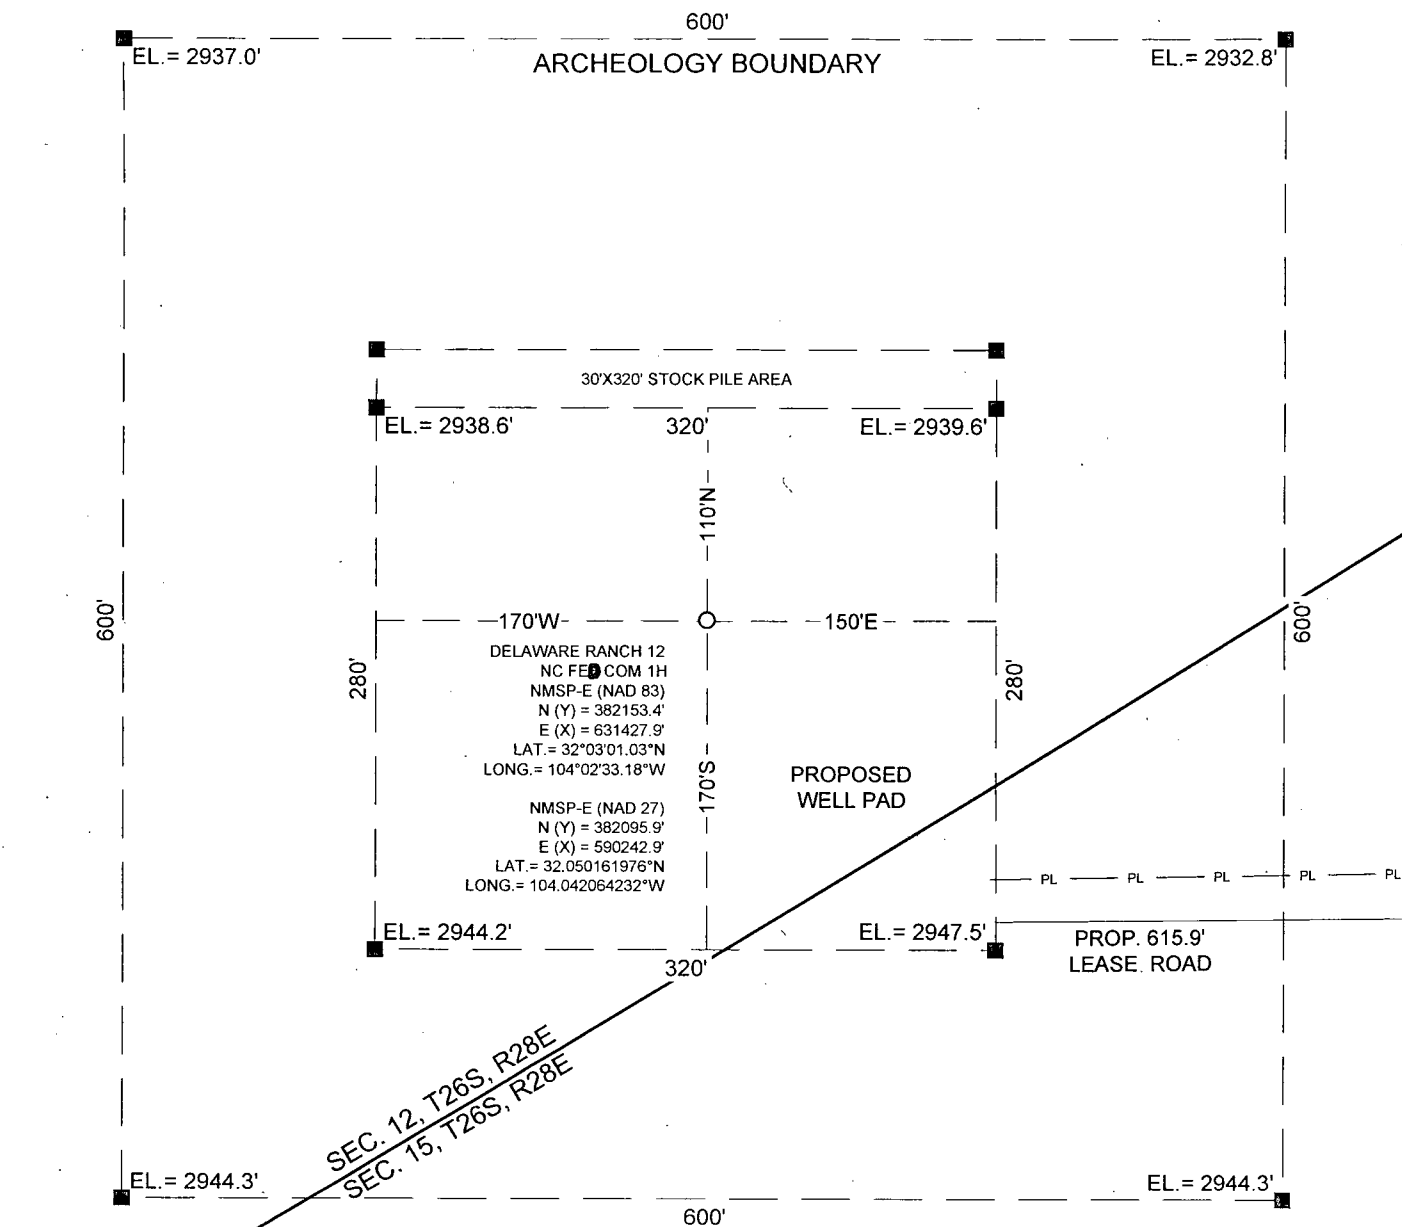 600'
EL.= 2937.0'
ARCHEOLOGY BOUNDARY
EL.= 2932.8'
30'X320' STOCK PILE AREA
EL.= 2938.6'
320'
EL.= 2939.6'
110'N
170'W
150'E
600'
600'
280'
280'
DELAWARE RANCH 12
NC FED COM 1H
NMSP-E (NAD 83)
N (Y) = 382153.4'
E (X) = 631427.9'
LAT.= 32°03'01.03"N
LONG.= 104°02'33.18"W
NMSP-E (NAD 27)
N (Y) = 382095.9'
E (X) = 590242.9'
LAT.= 32.050161976°N
LONG.= 104.042064232°W
170'S
PROPOSED
WELL PAD
PL PL PL PL PL
EL.= 2944.2'
320'
EL.= 2947.5'
PROP. 615.9'
LEASE ROAD
SEC. 12, T26S, R28E
SEC. 15, T26S, R28E
EL.= 2944.3'
600'
EL.= 2944.3'